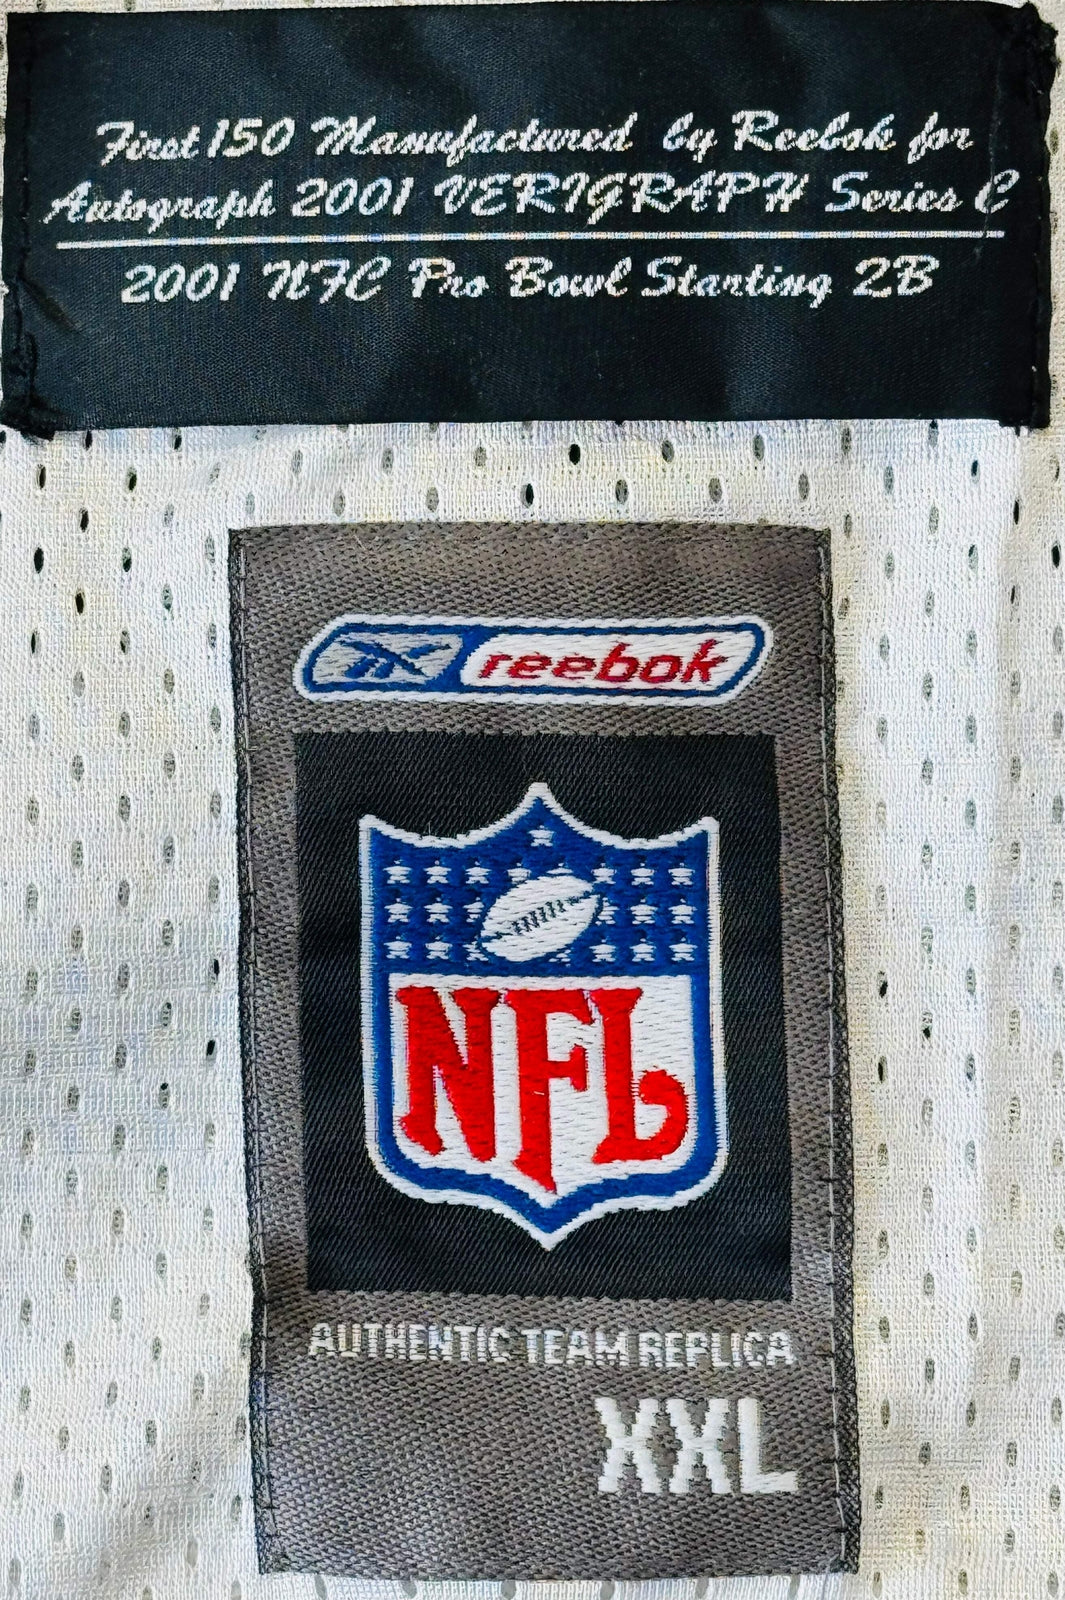 First 150 Manufactured by Reebok for
Autograph 2001 VERIGRAPH Series C
2001 NFC Pro Bowl Starting 2B
reebok
NFL
AUTHENTIC TEAM REPLICA
XXL